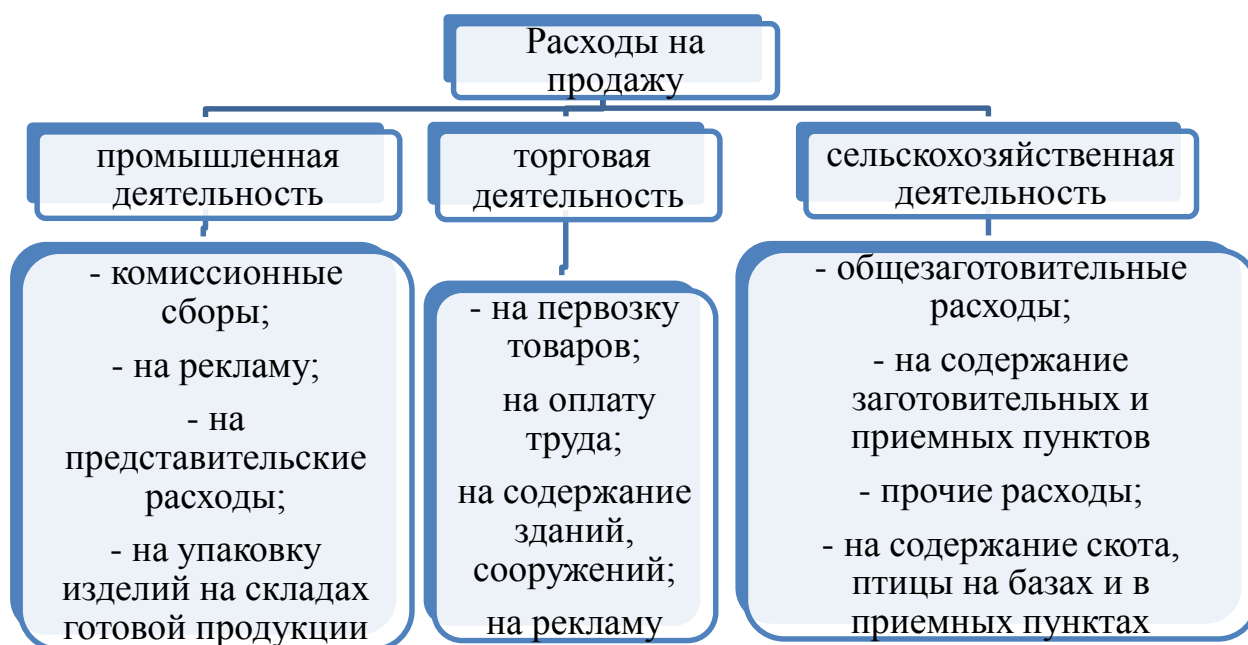 Расходы на
продажу
промышленная
деятельность
торговая
деятельность
сельскохозяйственная
деятельность
- комиссионные
сборы;
- на рекламу;
- на
представительские
расходы;
- на упаковку
изделий на складах
готовой продукции
- на первозку
товаров;
на оплату
труда;
на содержание
зданий,
сооружений;
на рекламу
- общезаготовительные
расходы;
- на содержание
заготовительных и
приемных пунктов
- прочие расходы;
- на содержание скота,
птицы на базах и в
приемных пунктах